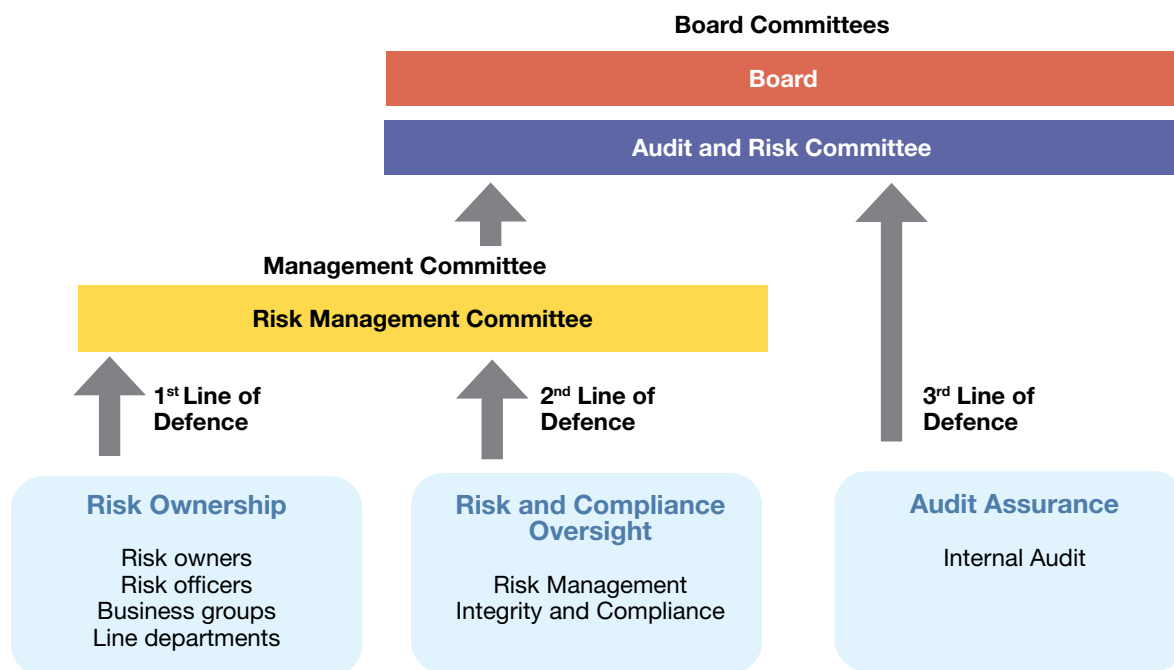 Board Committees
Board
Audit and Risk Committee
Management Committee
Risk Management Committee
1st Line of
Defence
2nd Line of
Defence
3rd Line of
Defence
Risk Ownership
Risk owners
Risk officers
Business groups
Line departments
Risk and Compliance
Oversight
Risk Management
Integrity and Compliance
Audit Assurance
Internal Audit